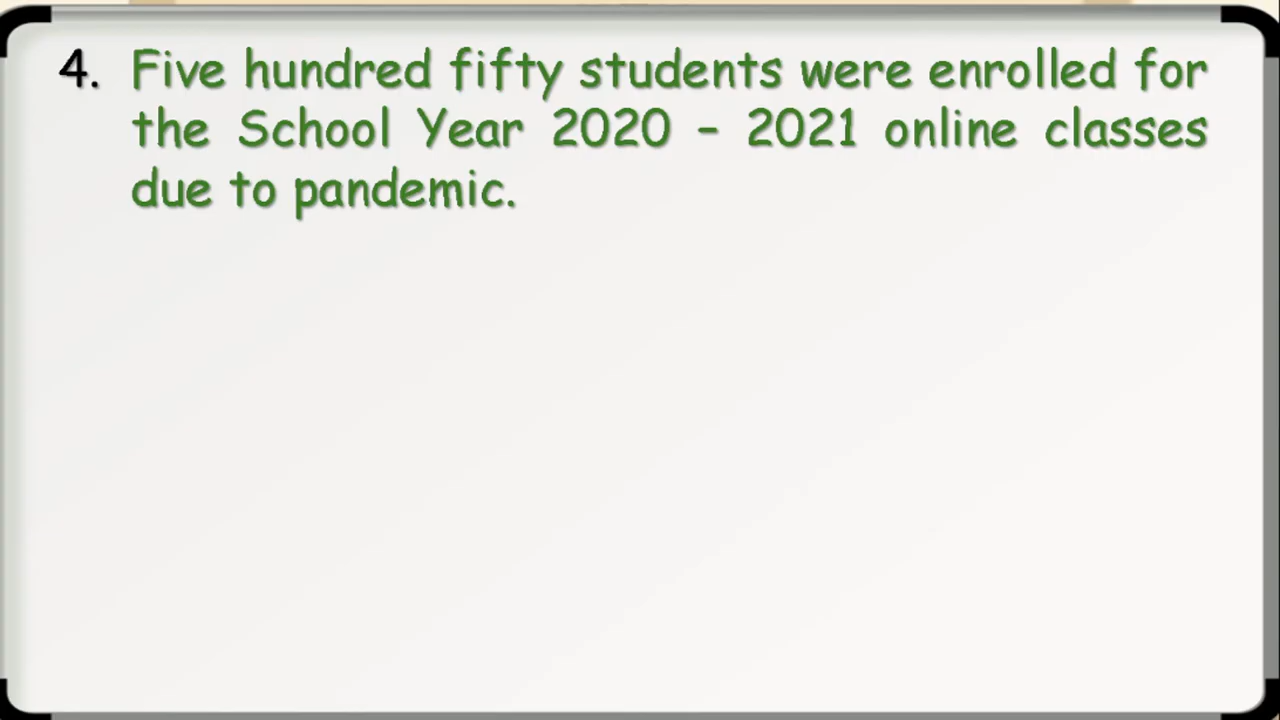 4. Five hundred fifty students were enrolled for
the School Year 2020 – 2021 online classes
due to pandemic.